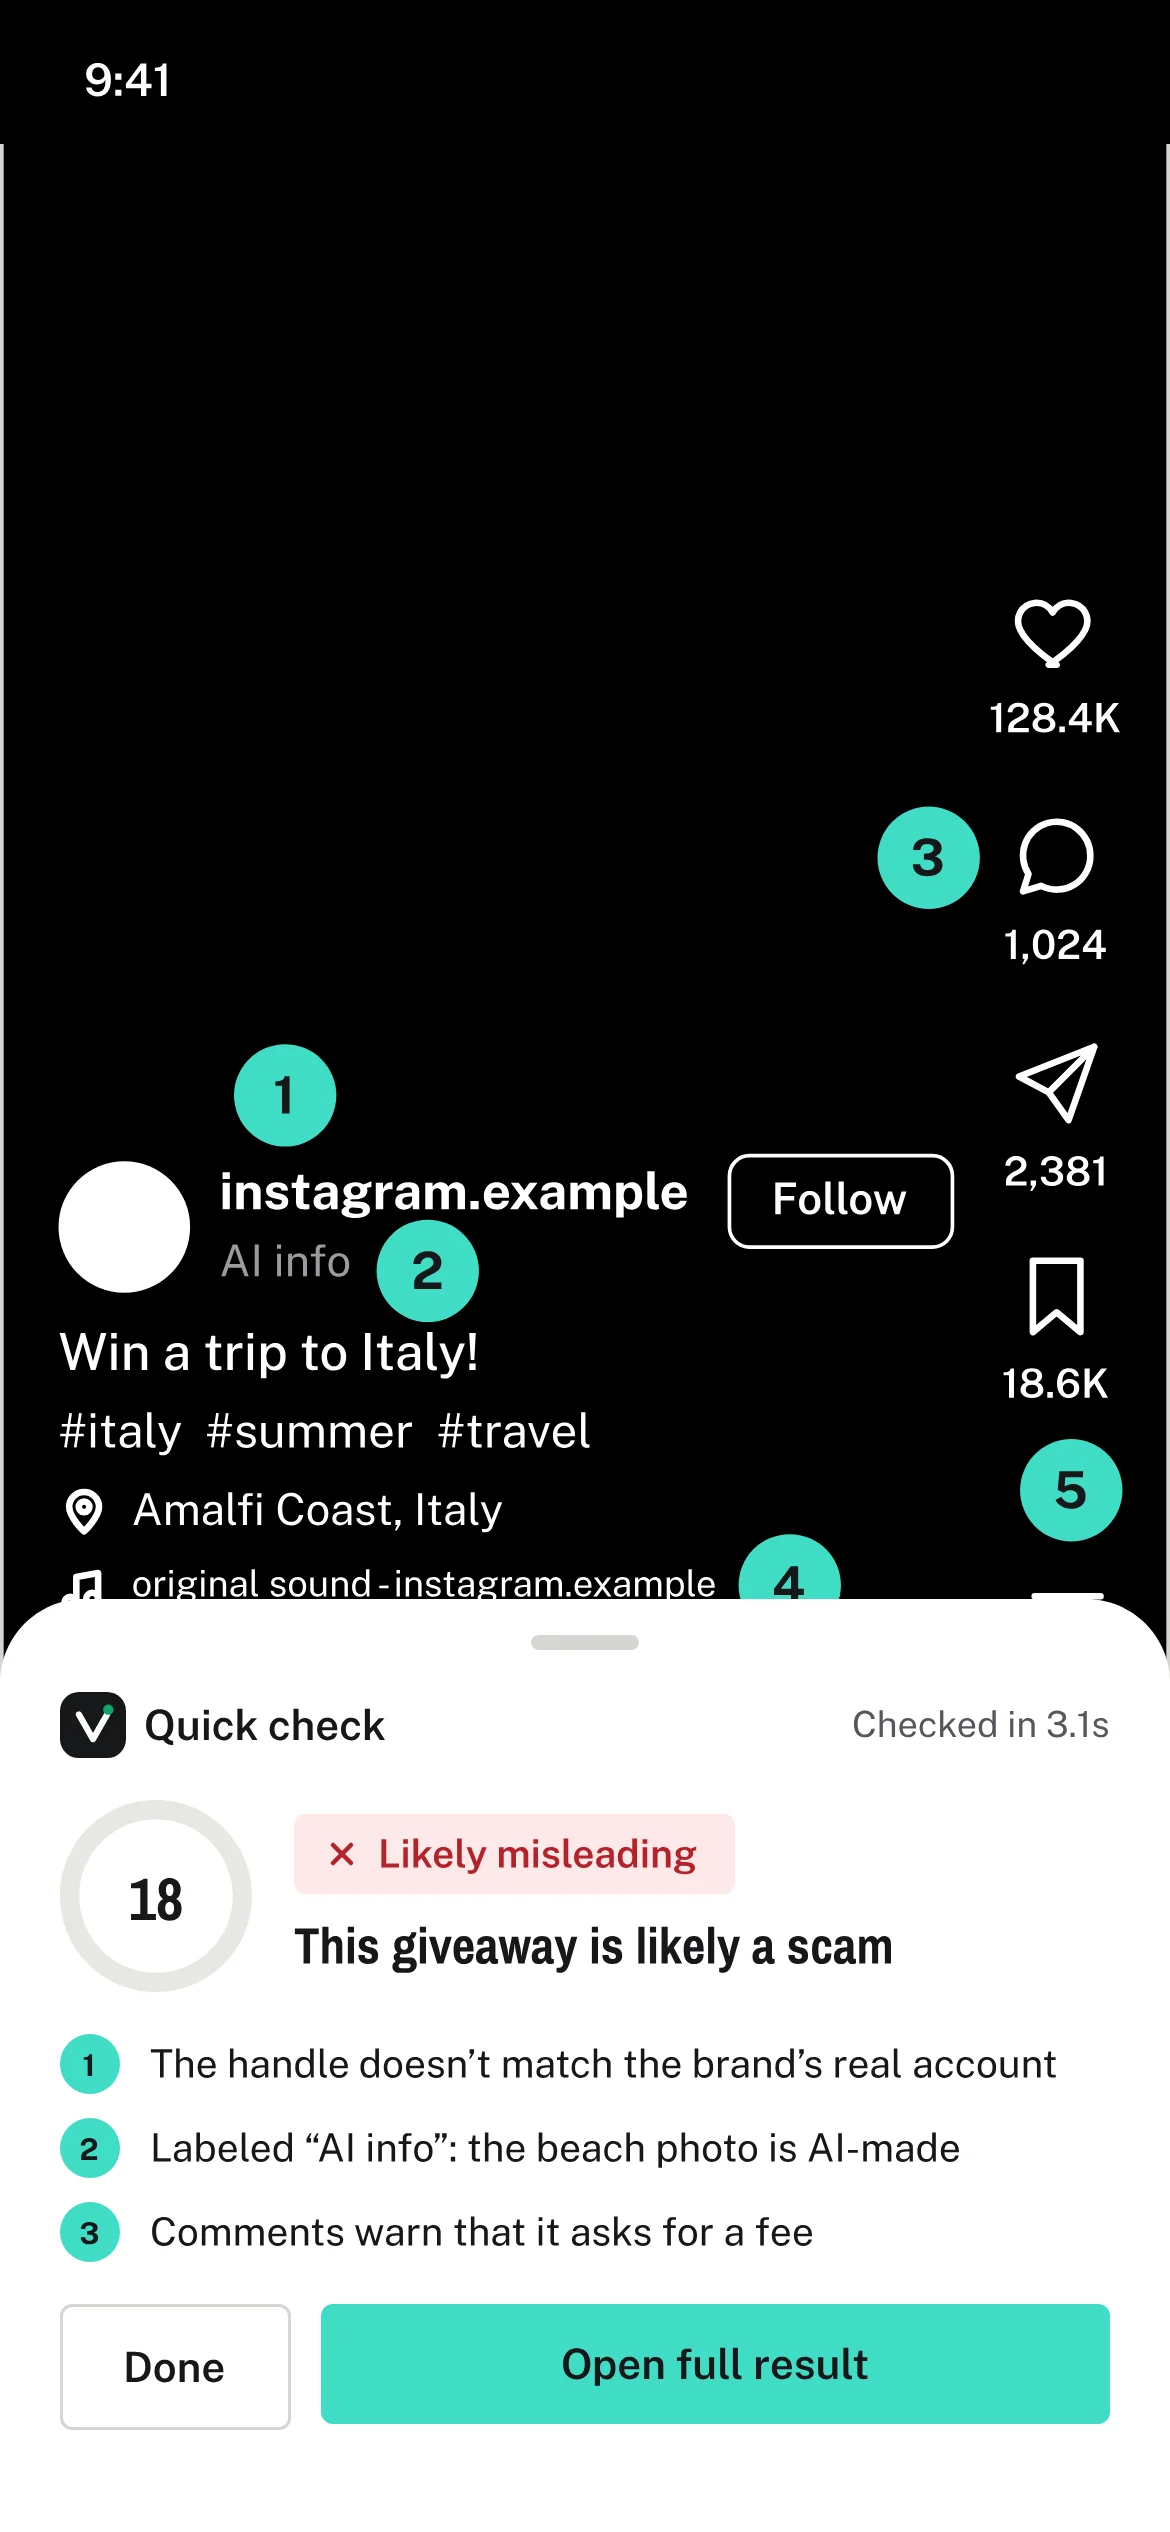 9:41
128.4K
3
1,024
1
2,381
instagram.example
Follow
AI info
2
Win a trip to Italy!
18.6K
#italy #summer #travel
5
Amalfi Coast, Italy
original sound - instagram.example
4
Quick check
Checked in 3.1s
18
Likely misleading
This giveaway is likely a scam
1 The handle doesn’t match the brand’s real account
2 Labeled “AI info”: the beach photo is AI-made
3 Comments warn that it asks for a fee
Done
Open full result